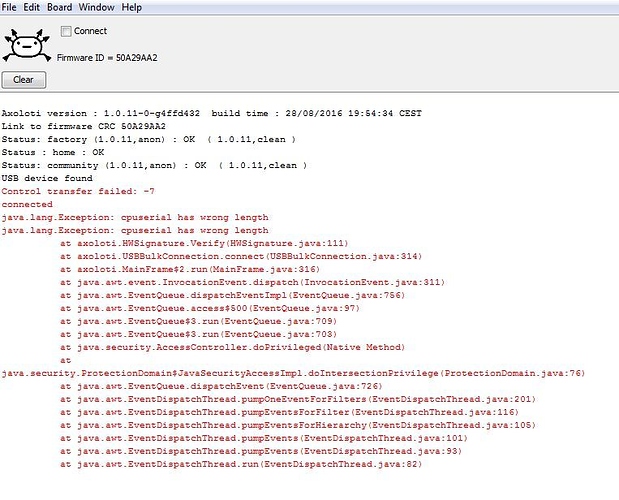 File Edit Board Window Help
Connect
Firmware ID = 50A29AA2
Clear
Axoloti version : 1.0.11-0-g4ffd432  build time : 28/08/2016 19:54:34 CEST
Link to firmware CRC 50A29AA2
Status: factory (1.0.11,anon) : OK  ( 1.0.11,clean )
Status : home : OK
Status: community (1.0.11,anon) : OK  ( 1.0.11,clean )
USB device found
Control transfer failed: -7
connected
java.lang.Exception: cpuserial has wrong length
java.lang.Exception: cpuserial has wrong length
at axoloti.HWSignature.Verify(HWSignature.java:111)
at axoloti.USBBulkConnection.connect(USBBulkConnection.java:314)
at axoloti.MainFrame$2.run(MainFrame.java:316)
at java.awt.event.InvocationEvent.dispatch(InvocationEvent.java:311)
at java.awt.EventQueue.dispatchEventImpl(EventQueue.java:756)
at java.awt.EventQueue.access$500(EventQueue.java:97)
at java.awt.EventQueue$3.run(EventQueue.java:709)
at java.awt.EventQueue$3.run(EventQueue.java:703)
at java.security.AccessController.doPrivileged(Native Method)
at
java.security.ProtectionDomain$JavaSecurityAccessImpl.doIntersectionPrivilege(ProtectionDomain.java:76)
at java.awt.EventQueue.dispatchEvent(EventQueue.java:726)
at java.awt.EventDispatchThread.pumpOneEventForFilters(EventDispatchThread.java:201)
at java.awt.EventDispatchThread.pumpEventsForFilter(EventDispatchThread.java:116)
at java.awt.EventDispatchThread.pumpEventsForHierarchy(EventDispatchThread.java:105)
at java.awt.EventDispatchThread.pumpEvents(EventDispatchThread.java:101)
at java.awt.EventDispatchThread.pumpEvents(EventDispatchThread.java:93)
at java.awt.EventDispatchThread.run(EventDispatchThread.java:82)